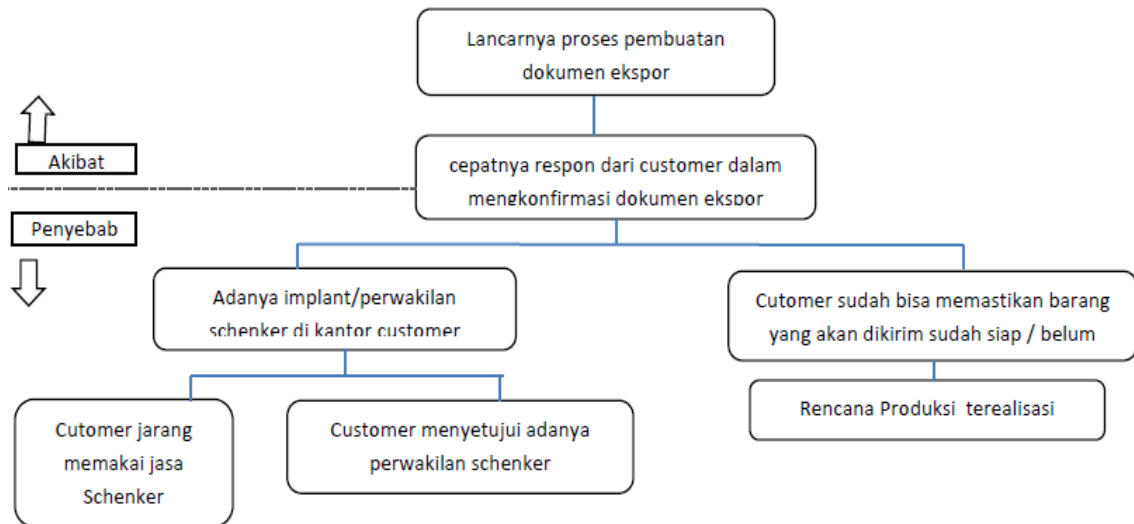 Lancarnya proses pembuatan
dokumen ekspor
Akibat
cepatnya respon dari customer dalam
mengkonfirmasi dokumen ekspor
Penyebab
Adanya implant/perwakilan
schenker di kantor customer
Cutomer sudah bisa memastikan barang
yang akan dikirim sudah siap / belum
Cutomer jarang
memakai jasa
Schenker
Customer menyetujui adanya
perwakilan schenker
Rencana Produksi terealisasi